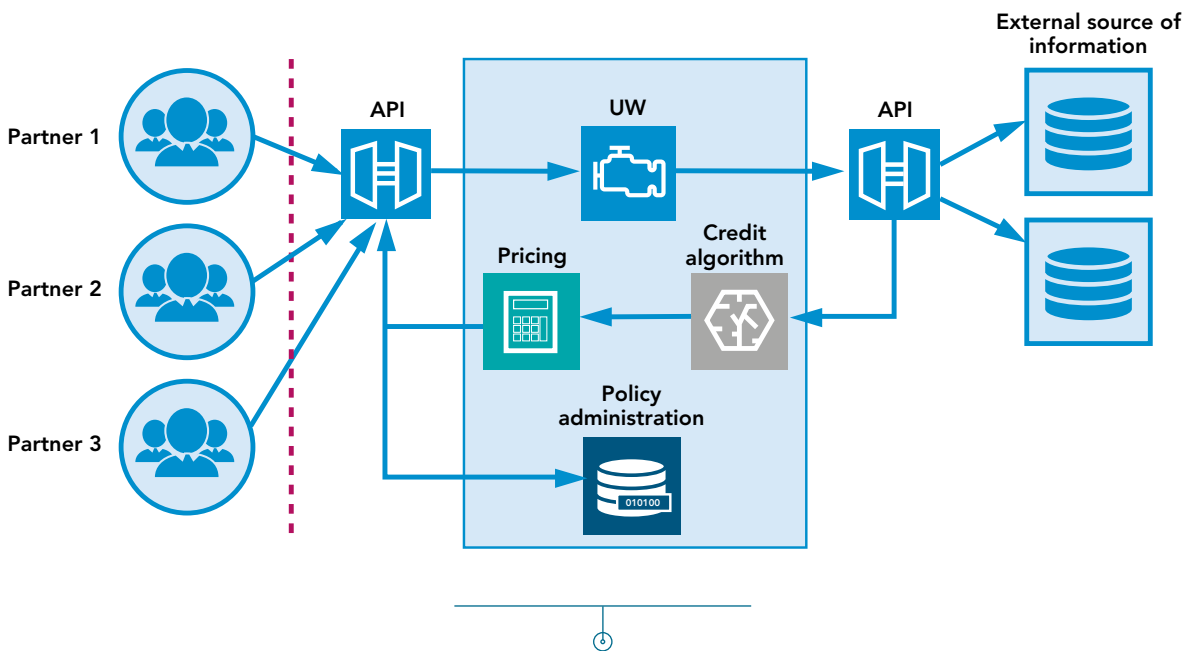 External source of
information
API
UW
API
Partner 1
Credit
algorithm
Pricing
Partner 2
Policy
administration
Partner 3
010100